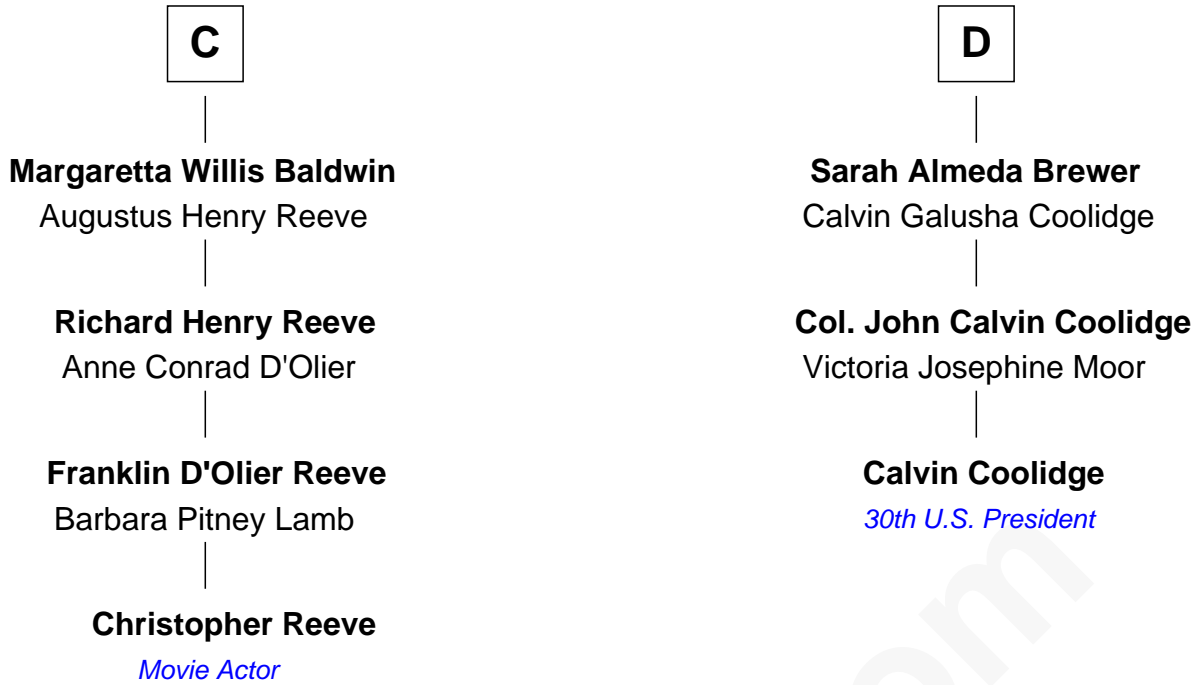 C
Margaretta Willis Baldwin
Augustus Henry Reeve
Richard Henry Reeve
Anne Conrad D'Olier
Franklin D'Olier Reeve
Barbara Pitney Lamb
Christopher Reeve
Movie Actor
D
Sarah Almeda Brewer
Calvin Galusha Coolidge
Col. John Calvin Coolidge
Victoria Josephine Moor
Calvin Coolidge
30th U.S. President
om